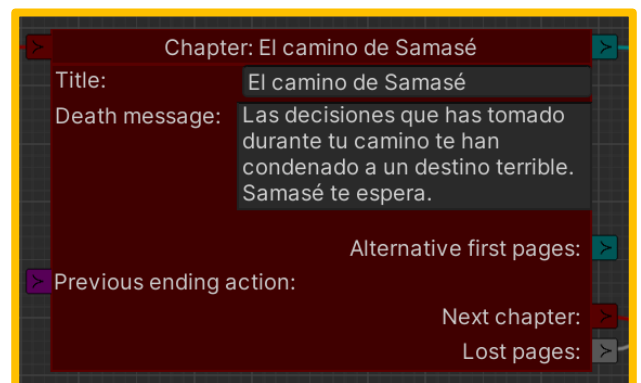 Chapter: El camino de Samasé
Title: El camino de Samasé
Death message: Las decisiones que has tomado
durante tu camino te han
condenado a un destino terrible.
Samasé te espera.
Alternative first pages:
Previous ending action:
Next chapter:
Lost pages: